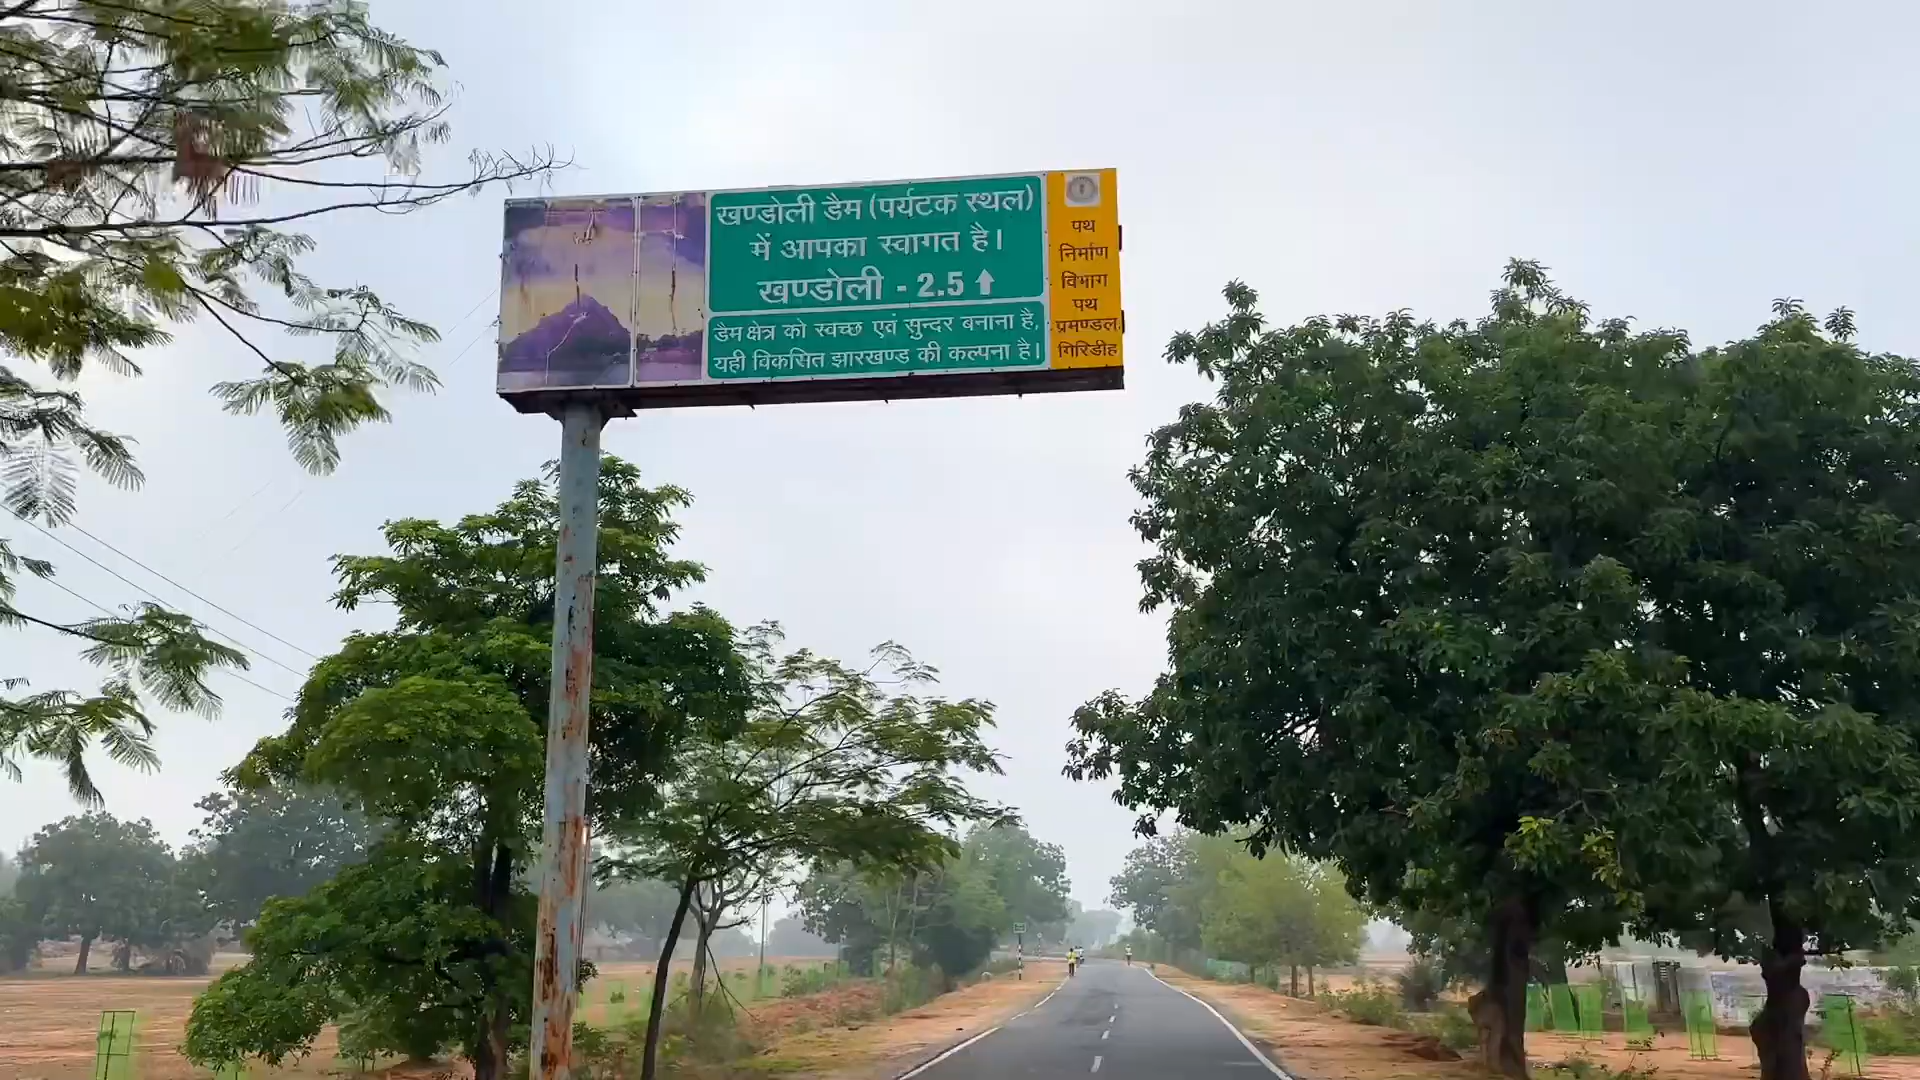 खण्डोली डैम (पर्यटक स्थल)
में आपका स्वागत है।
खण्डोली - 2.5
डैम क्षेत्र को स्वच्छ एवं सुन्दर बनाना है,
यही विकसित झारखण्ड की कल्पना है।
पथ
निर्माण
विभाग
पथ
प्रमण्डल,
गिरिडीह